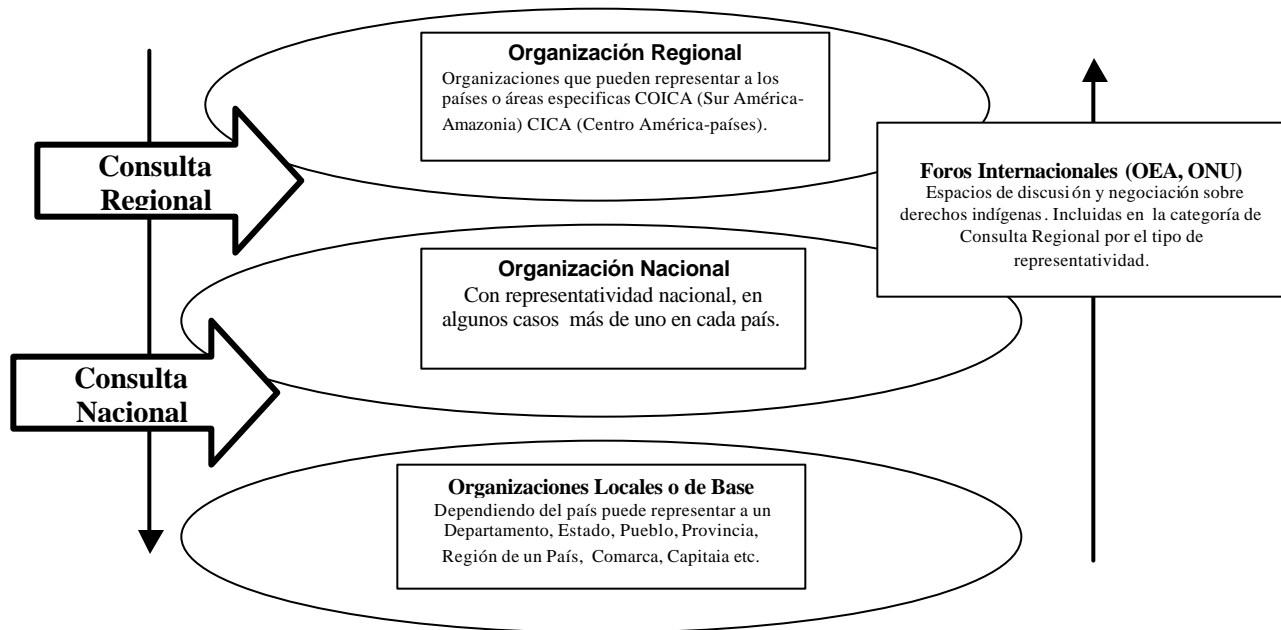 Organización Regional
Organizaciones que pueden representar a los
países o áreas especificas COICA (Sur América-
Amazonia) CICA (Centro América-países).
Consulta
Regional
Foros Internacionales (OEA, ONU)
Espacios de discusión y negociación sobre
derechos indígenas. Incluidas en la categoría de
Consulta Regional por el tipo de
representatividad.
Organización Nacional
Con representatividad nacional, en
algunos casos más de uno en cada país.
Consulta
Nacional
Organizaciones Locales o de Base
Dependiendo del país puede representar a un
Departamento, Estado, Pueblo, Provincia,
Región de un País, Comarca, Capitaia etc.